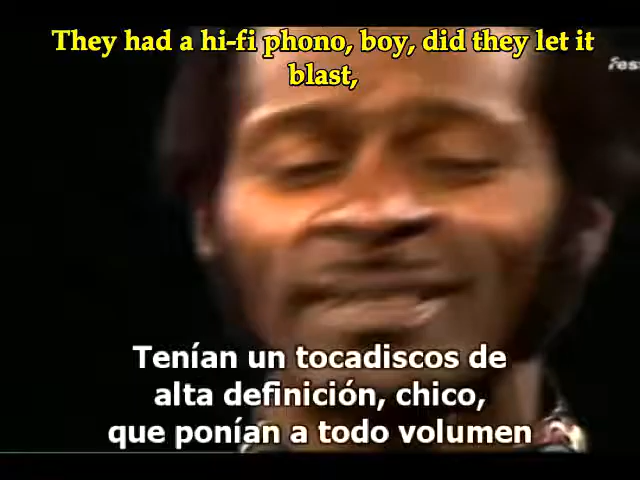 They had a hi-fi phono, boy, did they let it
blast,
Tenían un tocadiscos de
alta definición, chico,
que ponían a todo volumen